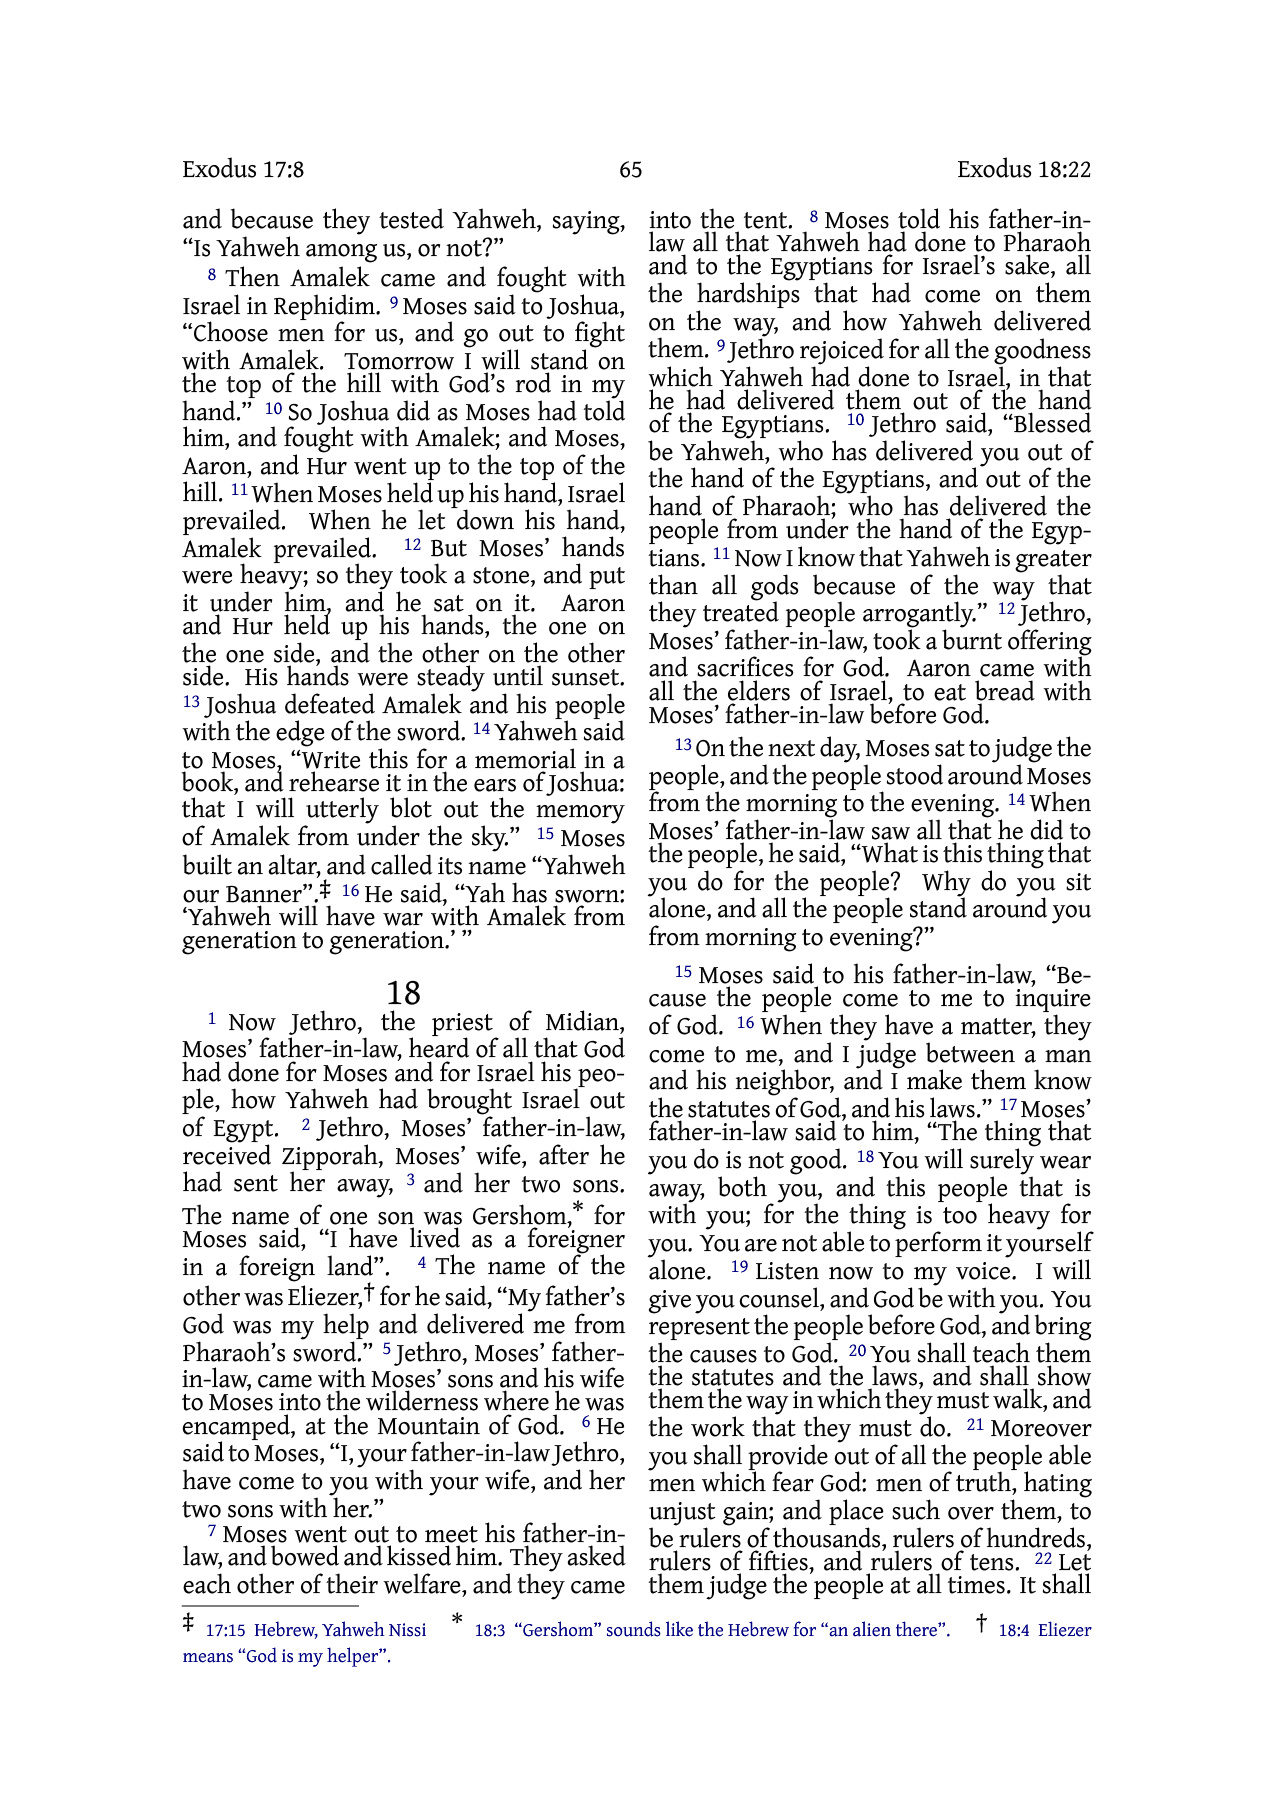 Exodus 17:8
65
Exodus 18:22
and because they tested Yahweh, saying,
“Is Yahweh among us, or not?”
8 Then Amalek came and fought with
Israel in Rephidim. 9 Moses said to Joshua,
“Choose men for us, and go out to fight
with Amalek. Tomorrow I will stand on
the top of the hill with God’s rod in my
hand.” 10 So Joshua did as Moses had told
him, and fought with Amalek; and Moses,
Aaron, and Hur went up to the top of the
hill. 11 When Moses held up his hand, Israel
prevailed. When he let down his hand,
Amalek prevailed. 12 But Moses’ hands
were heavy; so they took a stone, and put
it under him, and he sat on it. Aaron
and Hur held up his hands, the one on
the one side, and the other on the other
side. His hands were steady until sunset.
13 Joshua defeated Amalek and his people
with the edge of the sword. 14 Yahweh said
to Moses, “Write this for a memorial in a
book, and rehearse it in the ears of Joshua:
that I will utterly blot out the memory
of Amalek from under the sky.” 15 Moses
built an altar, and called its name “Yahweh
our Banner”.‡ 16 He said, “Yah has sworn:
‘Yahweh will have war with Amalek from
generation to generation.’ ”
18
1 Now Jethro, the priest of Midian,
Moses’ father-in-law, heard of all that God
had done for Moses and for Israel his peo-
ple, how Yahweh had brought Israel out
of Egypt. 2 Jethro, Moses’ father-in-law,
received Zipporah, Moses’ wife, after he
had sent her away, 3 and her two sons.
The name of one son was Gershom,* for
Moses said, “I have lived as a foreigner
in a foreign land”. 4 The name of the
other was Eliezer,† for he said, “My father’s
God was my help and delivered me from
Pharaoh’s sword.” 5 Jethro, Moses’ father-
in-law, came with Moses’ sons and his wife
to Moses into the wilderness where he was
encamped, at the Mountain of God. 6 He
said to Moses, “I, your father-in-law Jethro,
have come to you with your wife, and her
two sons with her.”
7 Moses went out to meet his father-in-
law, and bowed and kissed him. They asked
each other of their welfare, and they came
into the tent. 8 Moses told his father-in-
law all that Yahweh had done to Pharaoh
and to the Egyptians for Israel’s sake, all
the hardships that had come on them
on the way, and how Yahweh delivered
them. 9 Jethro rejoiced for all the goodness
which Yahweh had done to Israel, in that
he had delivered them out of the hand
of the Egyptians. 10 Jethro said, “Blessed
be Yahweh, who has delivered you out of
the hand of the Egyptians, and out of the
hand of Pharaoh; who has delivered the
people from under the hand of the Egyp-
tians. 11 Now I know that Yahweh is greater
than all gods because of the way that
they treated people arrogantly.” 12 Jethro,
Moses’ father-in-law, took a burnt offering
and sacrifices for God. Aaron came with
all the elders of Israel, to eat bread with
Moses’ father-in-law before God.
13 On the next day, Moses sat to judge the
people, and the people stood around Moses
from the morning to the evening. 14 When
Moses’ father-in-law saw all that he did to
the people, he said, “What is this thing that
you do for the people? Why do you sit
alone, and all the people stand around you
from morning to evening?”
15 Moses said to his father-in-law, “Be-
cause the people come to me to inquire
of God. 16 When they have a matter, they
come to me, and I judge between a man
and his neighbor, and I make them know
the statutes of God, and his laws.” 17 Moses’
father-in-law said to him, “The thing that
you do is not good. 18 You will surely wear
away, both you, and this people that is
with you; for the thing is too heavy for
you. You are not able to perform it yourself
alone. 19 Listen now to my voice. I will
give you counsel, and God be with you. You
represent the people before God, and bring
the causes to God. 20 You shall teach them
the statutes and the laws, and shall show
them the way in which they must walk, and
the work that they must do. 21 Moreover
you shall provide out of all the people able
men which fear God: men of truth, hating
unjust gain; and place such over them, to
be rulers of thousands, rulers of hundreds,
rulers of fifties, and rulers of tens. 22 Let
them judge the people at all times. It shall
‡ 17:15 Hebrew, Yahweh Nissi * 18:3 “Gershom” sounds like the Hebrew for “an alien there”. † 18:4 Eliezer
means “God is my helper”.